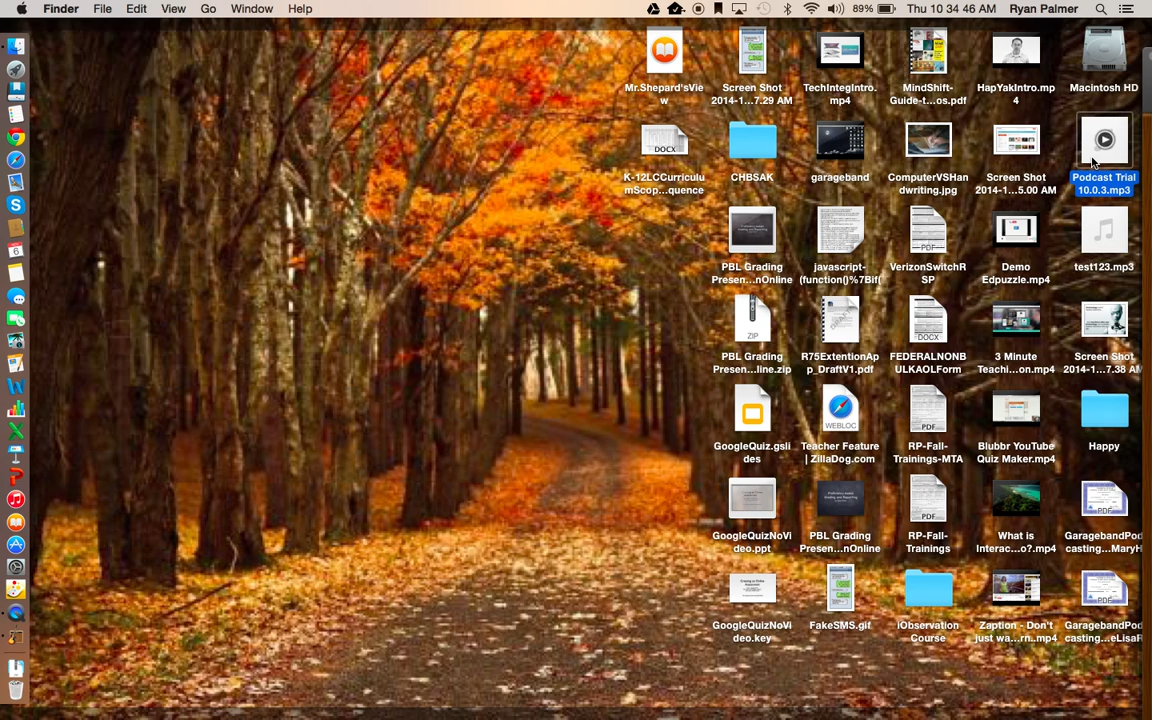 Finder File Edit View Go Window Help 89% Thu 10 34 46 AM Ryan Palmer
Mr.Shepard'sVie
w
Screen Shot
2014-1...7.29 AM
TechIntegIntro.
mp4
MindShift-
Guide-t...os.pdf
HapYakIntro.mp
4
Macintosh HD
DOCX
K-12LCCurriculu
mScop...quence
CHBSAK
garageband
ComputerVSHan
dwriting.jpg
Screen Shot
2014-1...5.00 AM
Podcast Trial
10.0.3.mp3
PBL Grading
Presen...nOnline
javascript-
(function()%7Bif(
PDF
VerizonSwitchR
SP
Demo
Edpuzzle.mp4
test123.mp3
ZIP
PBL Grading
Presen...line.zip
R75ExtentionAp
p_DraftV1.pdf
DOCX
FEDERALNONB
ULKAOLForm
3 Minute
Teachi...on.mp4
Screen Shot
2014-1...7.38 AM
GoogleQuiz.gsli
des
WEBLOC
Teacher Feature
| ZillaDog.com
PDF
RP-Fall-
Trainings-MTA
Blubbr YouTube
Quiz Maker.mp4
Happy
GoogleQuizNoVi
deo.ppt
PBL Grading
Presen...nOnline
PDF
RP-Fall-
Trainings
What is
Interac...o?.mp4
PDF
GaragebandPod
casting...MaryH
GoogleQuizNoVi
deo.key
FakeSMS.gif
iObservation
Course
Zaption - Don't
just wa...rn..mp4
PDF
GaragebandPod
casting...eLisaR
6